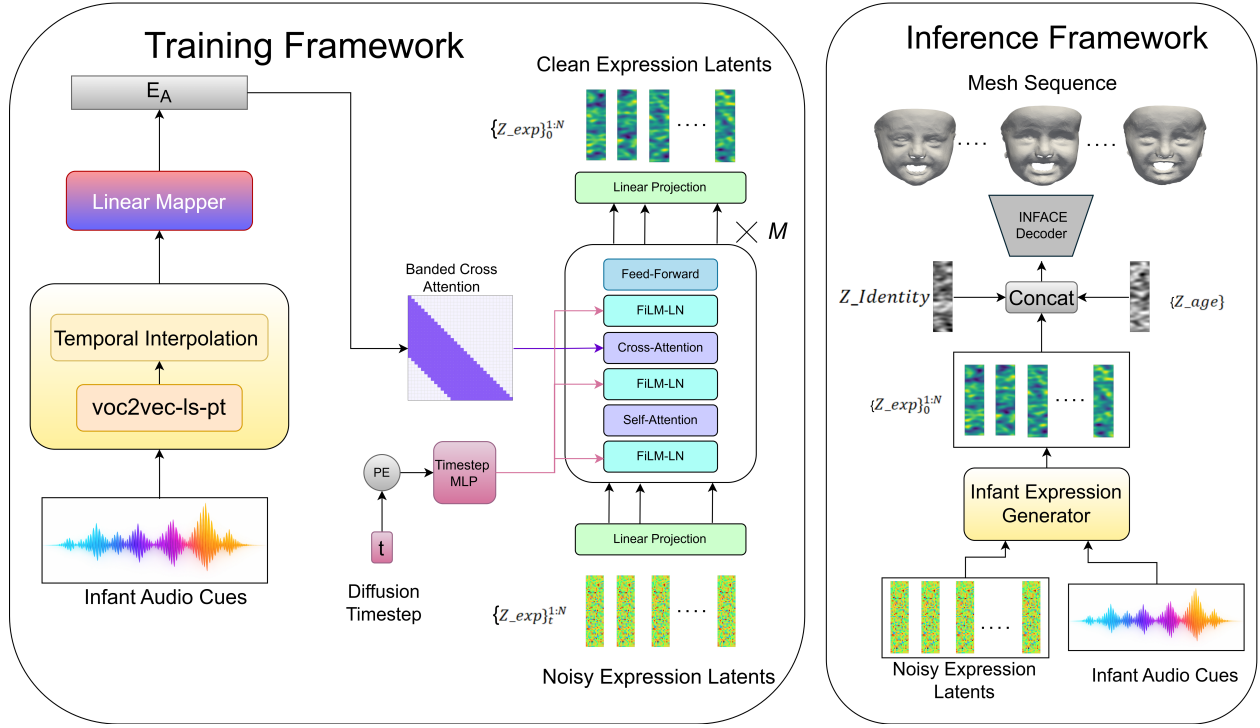 Training Framework
E_A
Linear Mapper
Temporal Interpolation
voc2vec-ls-pt
Infant Audio Cues
Banded Cross
Attention
PE
Timestep
MLP
t
Diffusion
Timestep
Clean Expression Latents
{Z_exp}_0^{1:N}
....
Linear Projection
× M
Feed-Forward
FiLM-LN
Cross-Attention
FiLM-LN
Self-Attention
FiLM-LN
Linear Projection
{Z_exp}_t^{1:N}
....
Noisy Expression Latents
Inference Framework
Mesh Sequence
.... ....
INFACE
Decoder
Z_Identity
Concat
{Z_age}
{Z_exp}_0^{1:N}
....
Infant Expression
Generator
....
Noisy Expression
Latents
Infant Audio Cues